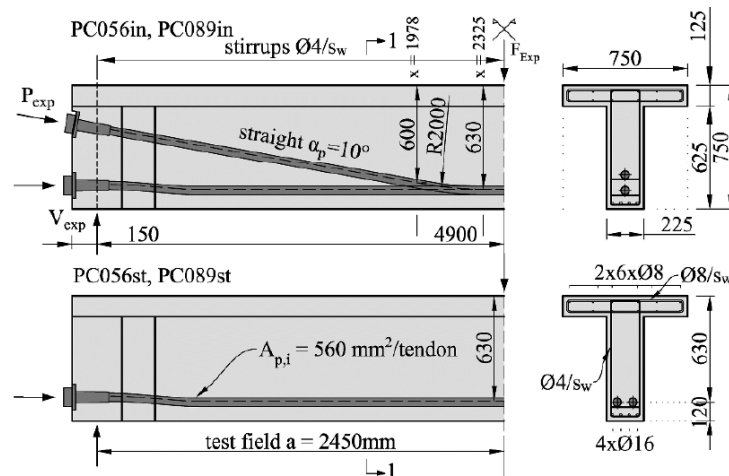 PC056in, PC089in
stirrups Ø4/sw
1
x 1978
x 2325
FExp
Pexp
straight αp=10°
600
R2000
630
Vexp
150
4900
750
125
625
750
225
PC056st, PC089st
Ap,i = 560 mm²/tendon
630
test field a = 2450mm
1
2x6xØ8
Ø8/sw
Ø4/sw
630
120
4xØ16